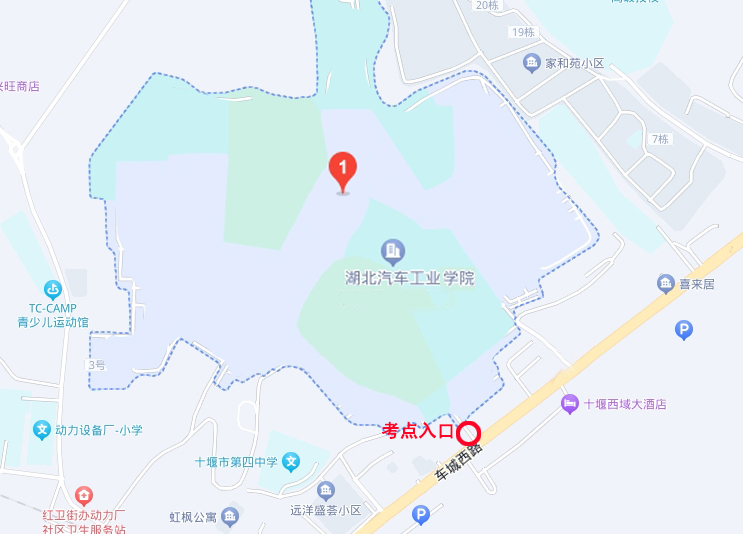 20栋
19栋
家和苑小区
兴旺商店
7栋
1
湖北汽车工业学院
喜来居
TC-CAMP
青少儿运动馆
P
3号
十堰西域大酒店
考点入口
文
动力设备厂-小学
车城西路
十堰市第四中学
文
红卫街办动力厂
社区卫生服务站
虹枫公寓
远洋盛荟小区
P